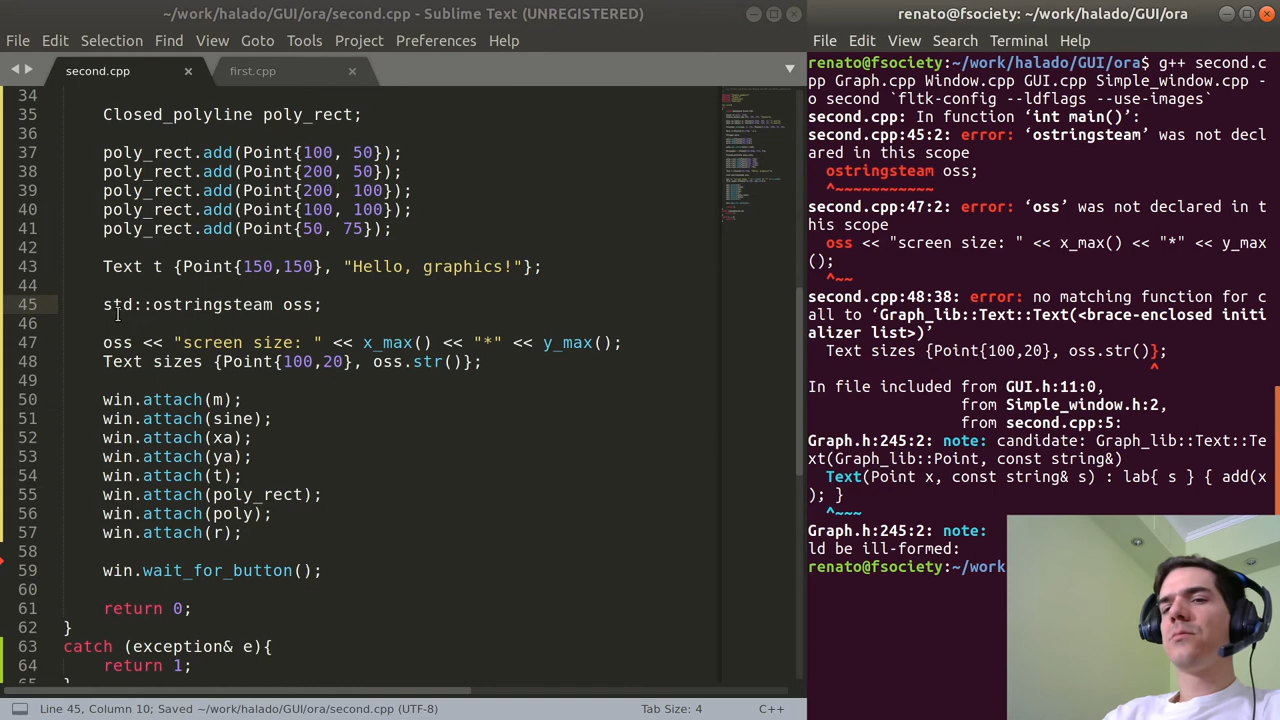 ~/work/halado/GUI/ora/second.cpp - Sublime Text (UNREGISTERED)
File Edit Selection Find View Goto Tools Project Preferences Help
second.cpp × first.cpp ×
34
35 Closed_polyline poly_rect;
36
37 poly_rect.add(Point{100, 50});
38 poly_rect.add(Point{200, 50});
39 poly_rect.add(Point{200, 100});
40 poly_rect.add(Point{100, 100});
41 poly_rect.add(Point{50, 75});
42
43 Text t {Point{150,150}, "Hello, graphics!"};
44
45 std::ostringsteam oss;
46
47 oss << "screen size: " << x_max() << "*" << y_max();
48 Text sizes {Point{100,20}, oss.str()};
49
50 win.attach(m);
51 win.attach(sine);
52 win.attach(xa);
53 win.attach(ya);
54 win.attach(t);
55 win.attach(poly_rect);
56 win.attach(poly);
57 win.attach(r);
58
59 win.wait_for_button();
60
61 return 0;
62 }
63 catch (exception& e){
64 return 1;
Line 45, Column 10; Saved ~/work/halado/GUI/ora/second.cpp (UTF-8) Tab Size: 4 C++
renato@fsociety: ~/work/halado/GUI/ora
File Edit View Search Terminal Help
renato@fsociety:~/work/halado/GUI/ora$ g++ second.c
pp Graph.cpp Window.cpp GUI.cpp Simple_window.cpp -
o second `fltk-config --ldflags --use-images`
second.cpp: In function ‘int main()’:
second.cpp:45:2: error: ‘ostringsteam’ was not decl
ared in this scope
ostringsteam oss;
^~~~~~~~~~~~
second.cpp:47:2: error: ‘oss’ was not declared in t
his scope
oss << "screen size: " << x_max() << "*" << y_max
();
^~~
second.cpp:48:38: error: no matching function for c
all to ‘Graph_lib::Text::Text(<brace-enclosed initi
alizer list>)’
Text sizes {Point{100,20}, oss.str()};
^
In file included from GUI.h:11:0,
from Simple_window.h:2,
from second.cpp:5:
Graph.h:245:2: note: candidate: Graph_lib::Text::Te
xt(Graph_lib::Point, const string&)
Text(Point x, const string& s) : lab{ s } { add(x
); }
^~~~
Graph.h:245:2: note:
ld be ill-formed:
renato@fsociety:~/work